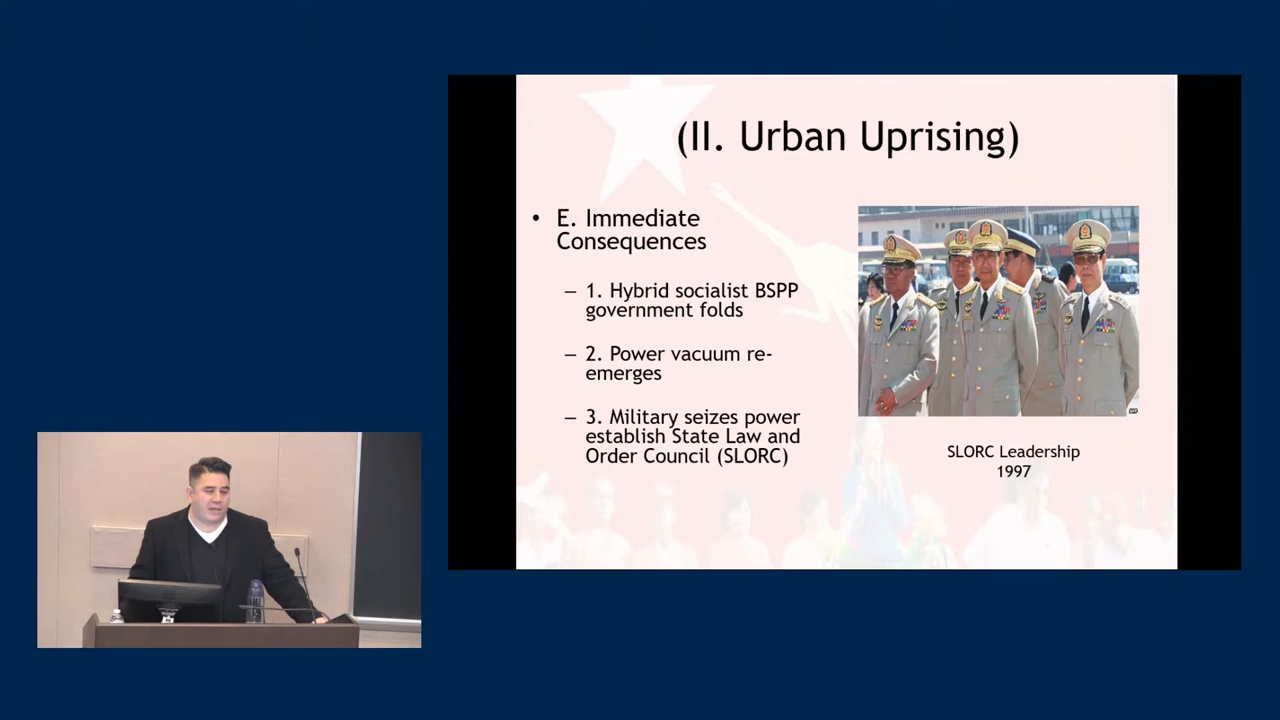 (II. Urban Uprising)
• E. Immediate
Consequences
– 1. Hybrid socialist BSPP
government folds
– 2. Power vacuum re-
emerges
– 3. Military seizes power
establish State Law and
Order Council (SLORC)
AFP
SLORC Leadership
1997